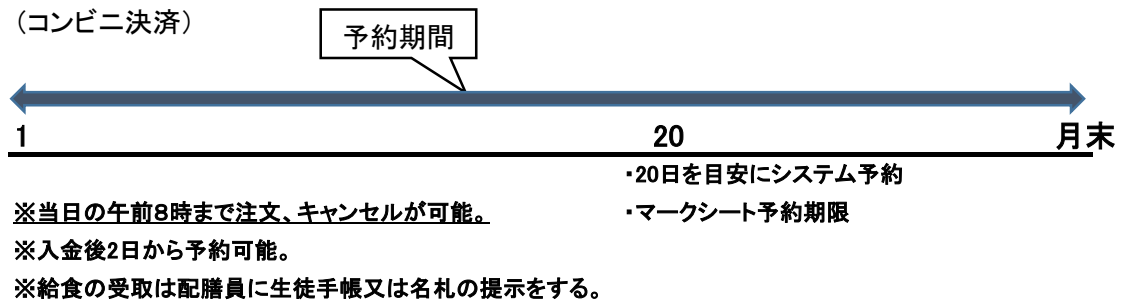 （コンビニ決済）
予約期間
1 20 月末
・20日を目安にシステム予約
※当日の午前８時まで注文、キャンセルが可能。 ・マークシート予約期限
※入金後2日から予約可能。
※給食の受取は配膳員に生徒手帳又は名札の提示をする。